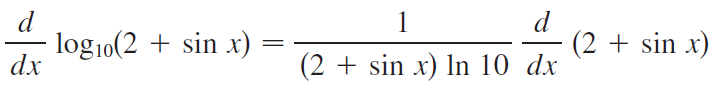 d/dx log₁₀(2 + sin x) = 1/((2 + sin x) ln 10) d/dx (2 + sin x)